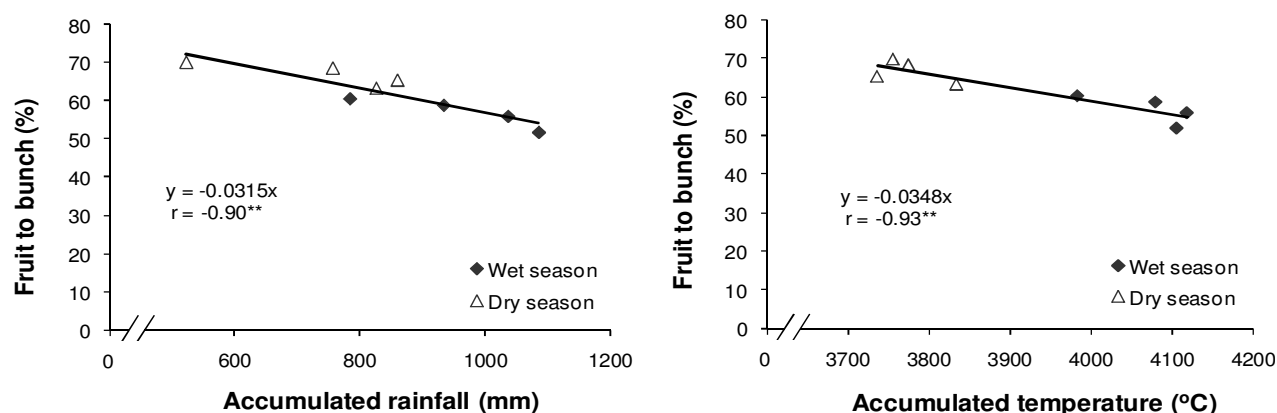 Fruit to bunch (%)
80
70
60
50
40
30
20
10
0
y = -0.0315x
r = -0.90**
Wet season
Dry season
0 600 800 1000 1200
Accumulated rainfall (mm)
Fruit to bunch (%)
80
70
60
50
40
30
20
10
0
y = -0.0348x
r = -0.93**
Wet season
Dry season
0 3700 3800 3900 4000 4100 4200
Accumulated temperature (ºC)